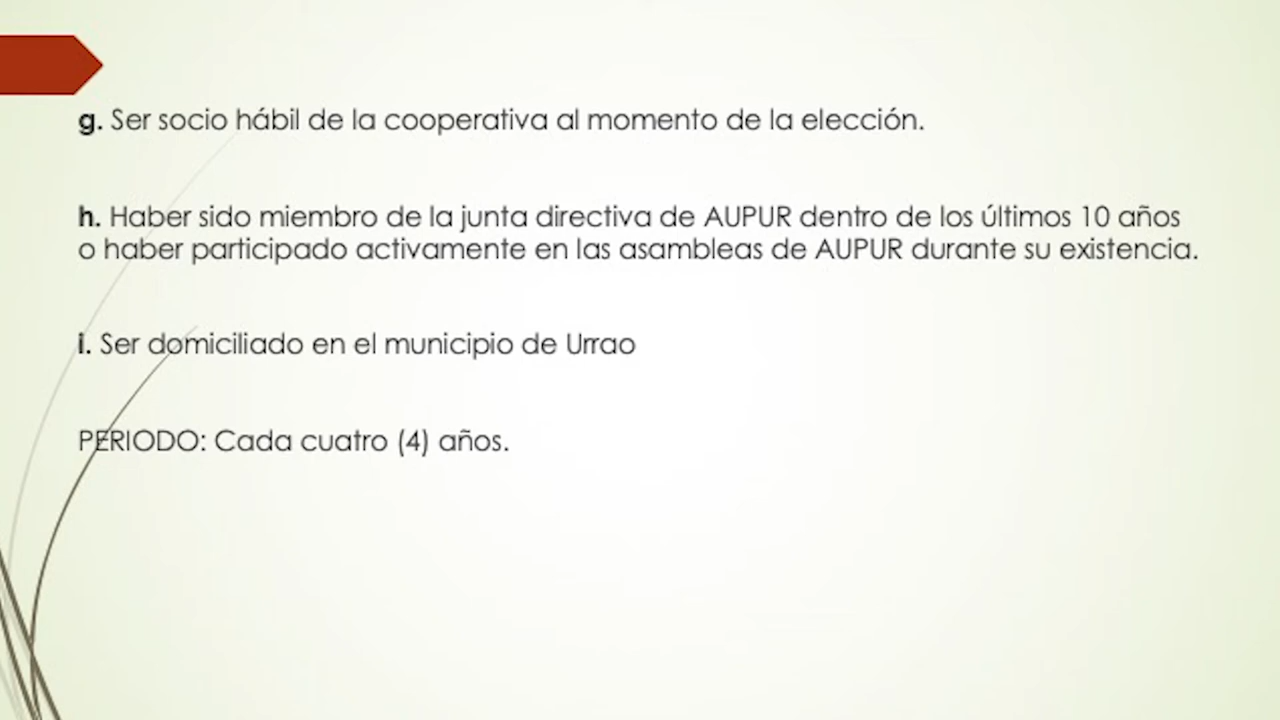 g. Ser socio hábil de la cooperativa al momento de la elección.
h. Haber sido miembro de la junta directiva de AUPUR dentro de los últimos 10 años
o haber participado activamente en las asambleas de AUPUR durante su existencia.
i. Ser domiciliado en el municipio de Urrao
PERIODO: Cada cuatro (4) años.